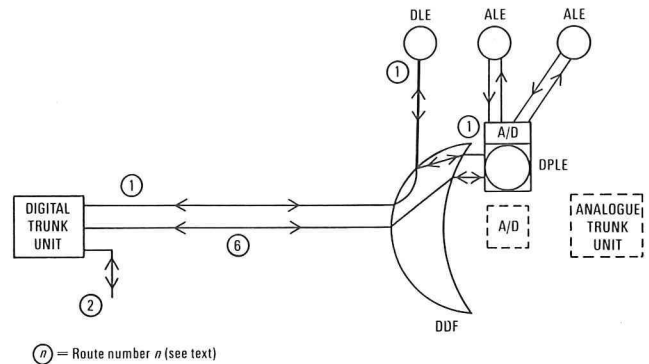 DLE
ALE
ALE
1
1
A/D
DPLE
1
DIGITAL
TRUNK
UNIT
6
A/D
ANALOGUE
TRUNK
UNIT
2
DDF
n = Route number n (see text)